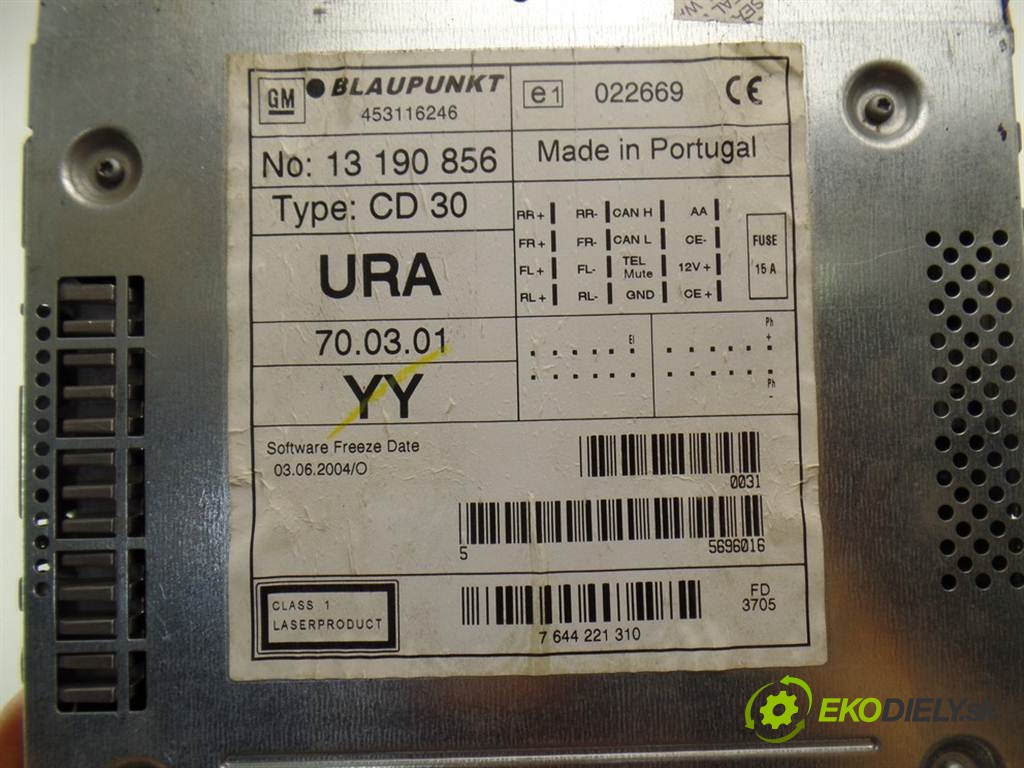 GM
BLAUPUNKT
453116246
e1 022669 CE
No: 13 190 856
Made in Portugal
Type: CD 30
URA
70.03.01
YY
RR+ RR- CAN H AA
FR+ FR- CAN L CE-
FL+ FL- TEL Mute 12V+
RL+ RL- GND CE+
FUSE
15 A
El
Ph
+
Ph
-
Software Freeze Date
03.06.2004/O
0031
5 5696016
CLASS 1
LASERPRODUCT
7 644 221 310
FD
3705
EKODIELY.sk